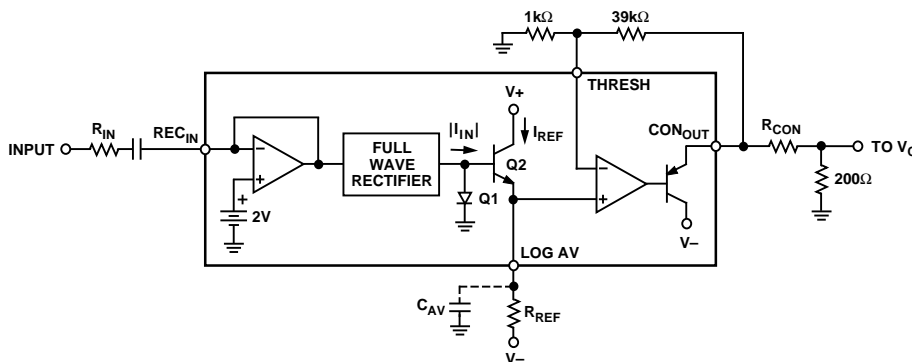 1kΩ
39kΩ
THRESH
V+
|I_IN|
I_REF
CON_OUT
R_CON
TO V_C
200Ω
INPUT
R_IN
REC_IN
FULL
WAVE
RECTIFIER
Q2
Q1
2V
V–
LOG AV
C_AV
R_REF
V–